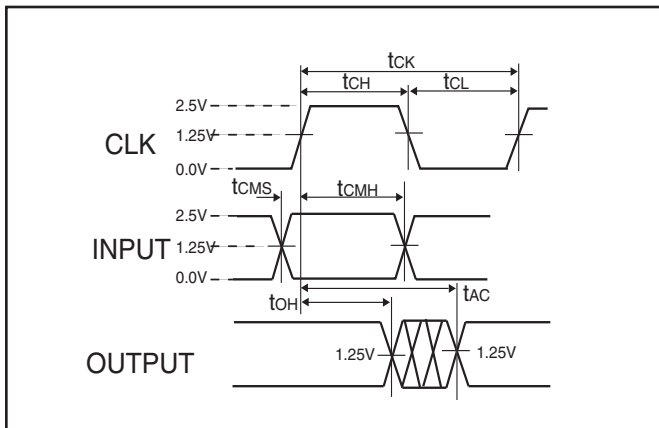 tCK
tCH tCL
2.5V
CLK 1.25V
0.0V
tCMS tCMH
2.5V
INPUT 1.25V
0.0V
tAC
tOH
OUTPUT 1.25V 1.25V